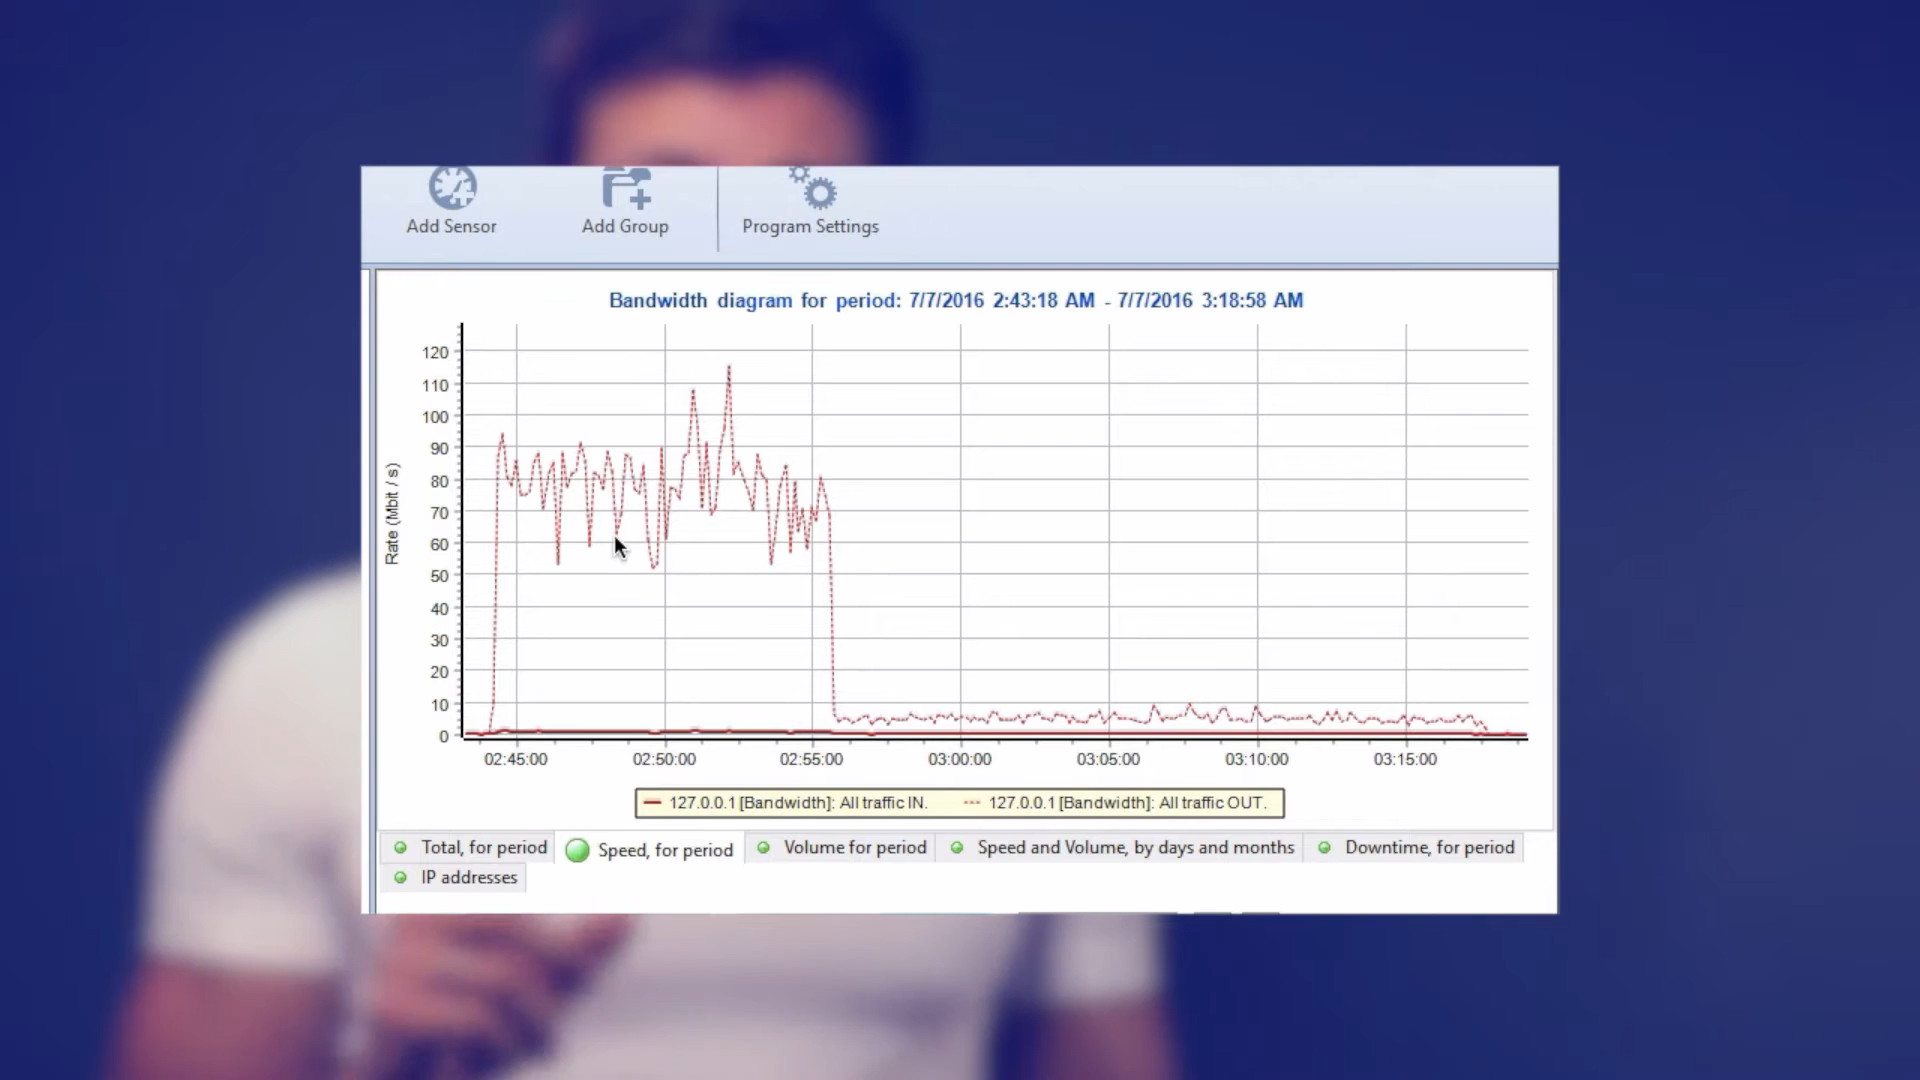 Add Sensor Add Group Program Settings
Bandwidth diagram for period: 7/7/2016 2:43:18 AM - 7/7/2016 3:18:58 AM
120
110
100
90
80
70
60
50
40
30
20
10
0
Rate (Mbit / s)
02:45:00 02:50:00 02:55:00 03:00:00 03:05:00 03:10:00 03:15:00
127.0.0.1 [Bandwidth]: All traffic IN. 127.0.0.1 [Bandwidth]: All traffic OUT.
Total, for period Speed, for period Volume for period Speed and Volume, by days and months Downtime, for period
IP addresses